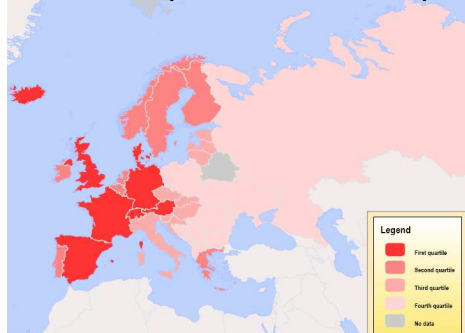 Legend
First quartile
Second quartile
Third quartile
Fourth quartile
No data